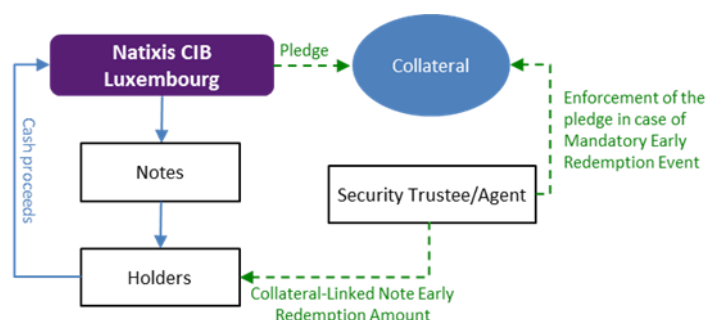 Natixis CIB
Luxembourg
Pledge
Collateral
Cash proceeds
Enforcement of the
pledge in case of
Mandatory Early
Redemption Event
Notes
Security Trustee/Agent
Holders
Collateral-Linked Note Early
Redemption Amount